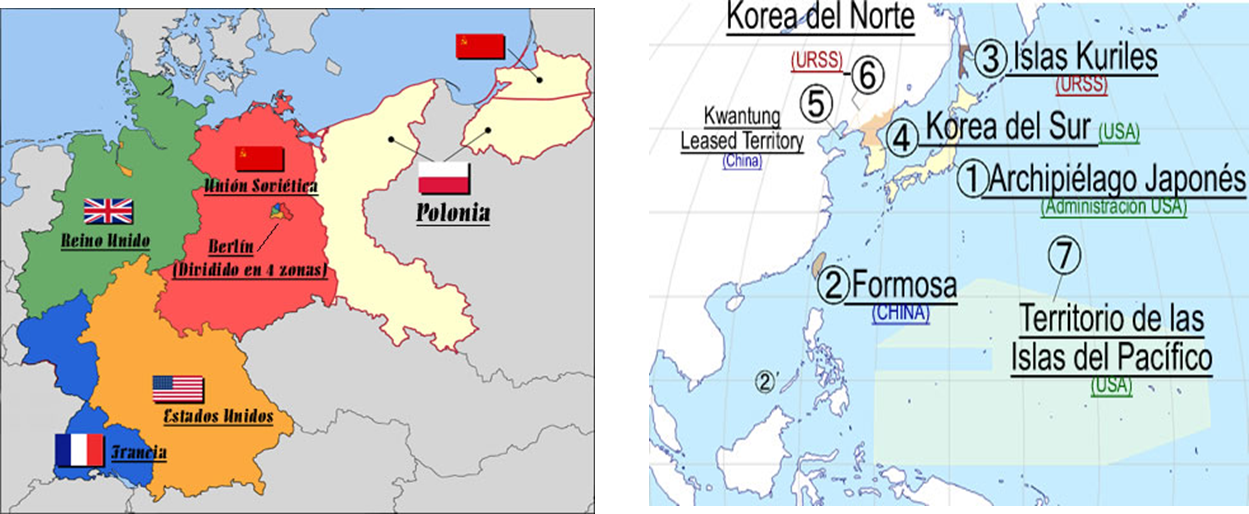 Unión Soviética
Polonia
Reino Unido
Berlín
(Dividido en 4 zonas)
Estados Unidos
Francia
Korea del Norte
(URSS)
6
3 Islas Kuriles
(URSS)
5
Kwantung
Leased Territory
(China)
4 Korea del Sur (USA)
1 Archipiélago Japonés
(Administración USA)
7
2 Formosa
(CHINA)
Territorio de las
Islas del Pacífico
(USA)
2'